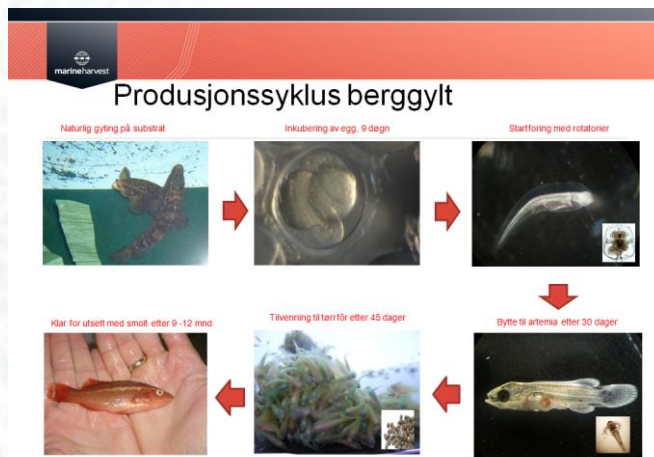 marineharvest
Produsjonssyklus berggylt
Naturlig gyting på substrat
Inkubering av egg, 9 døgn
Startforing med rotatorier
Bytte til artemia etter 30 dager
Tilvenning til tørrfôr etter 45 dager
Klar for utsett med smolt etter 9 -12 mnd